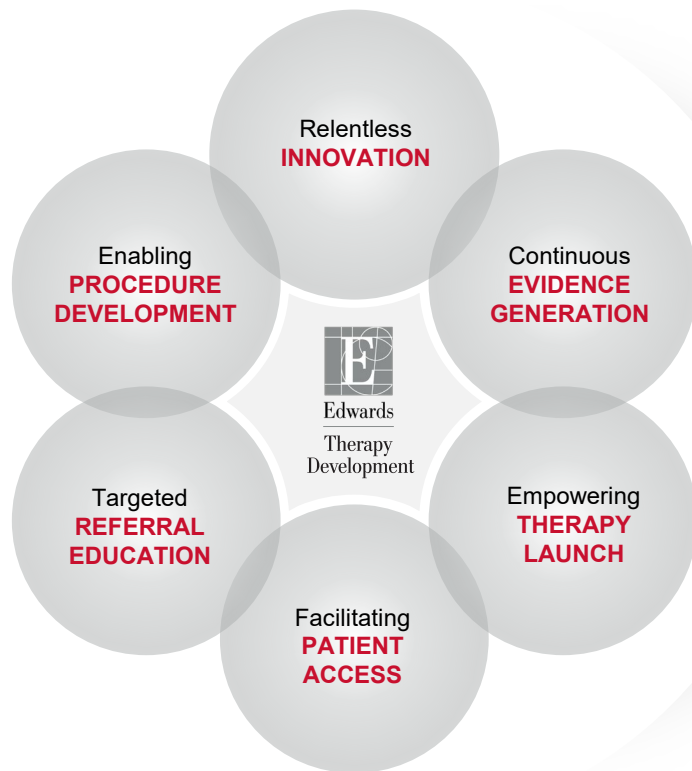 Relentless
INNOVATION
Continuous
EVIDENCE
GENERATION
Empowering
THERAPY
LAUNCH
Facilitating
PATIENT
ACCESS
Targeted
REFERRAL
EDUCATION
Enabling
PROCEDURE
DEVELOPMENT
E
Edwards
Therapy
Development